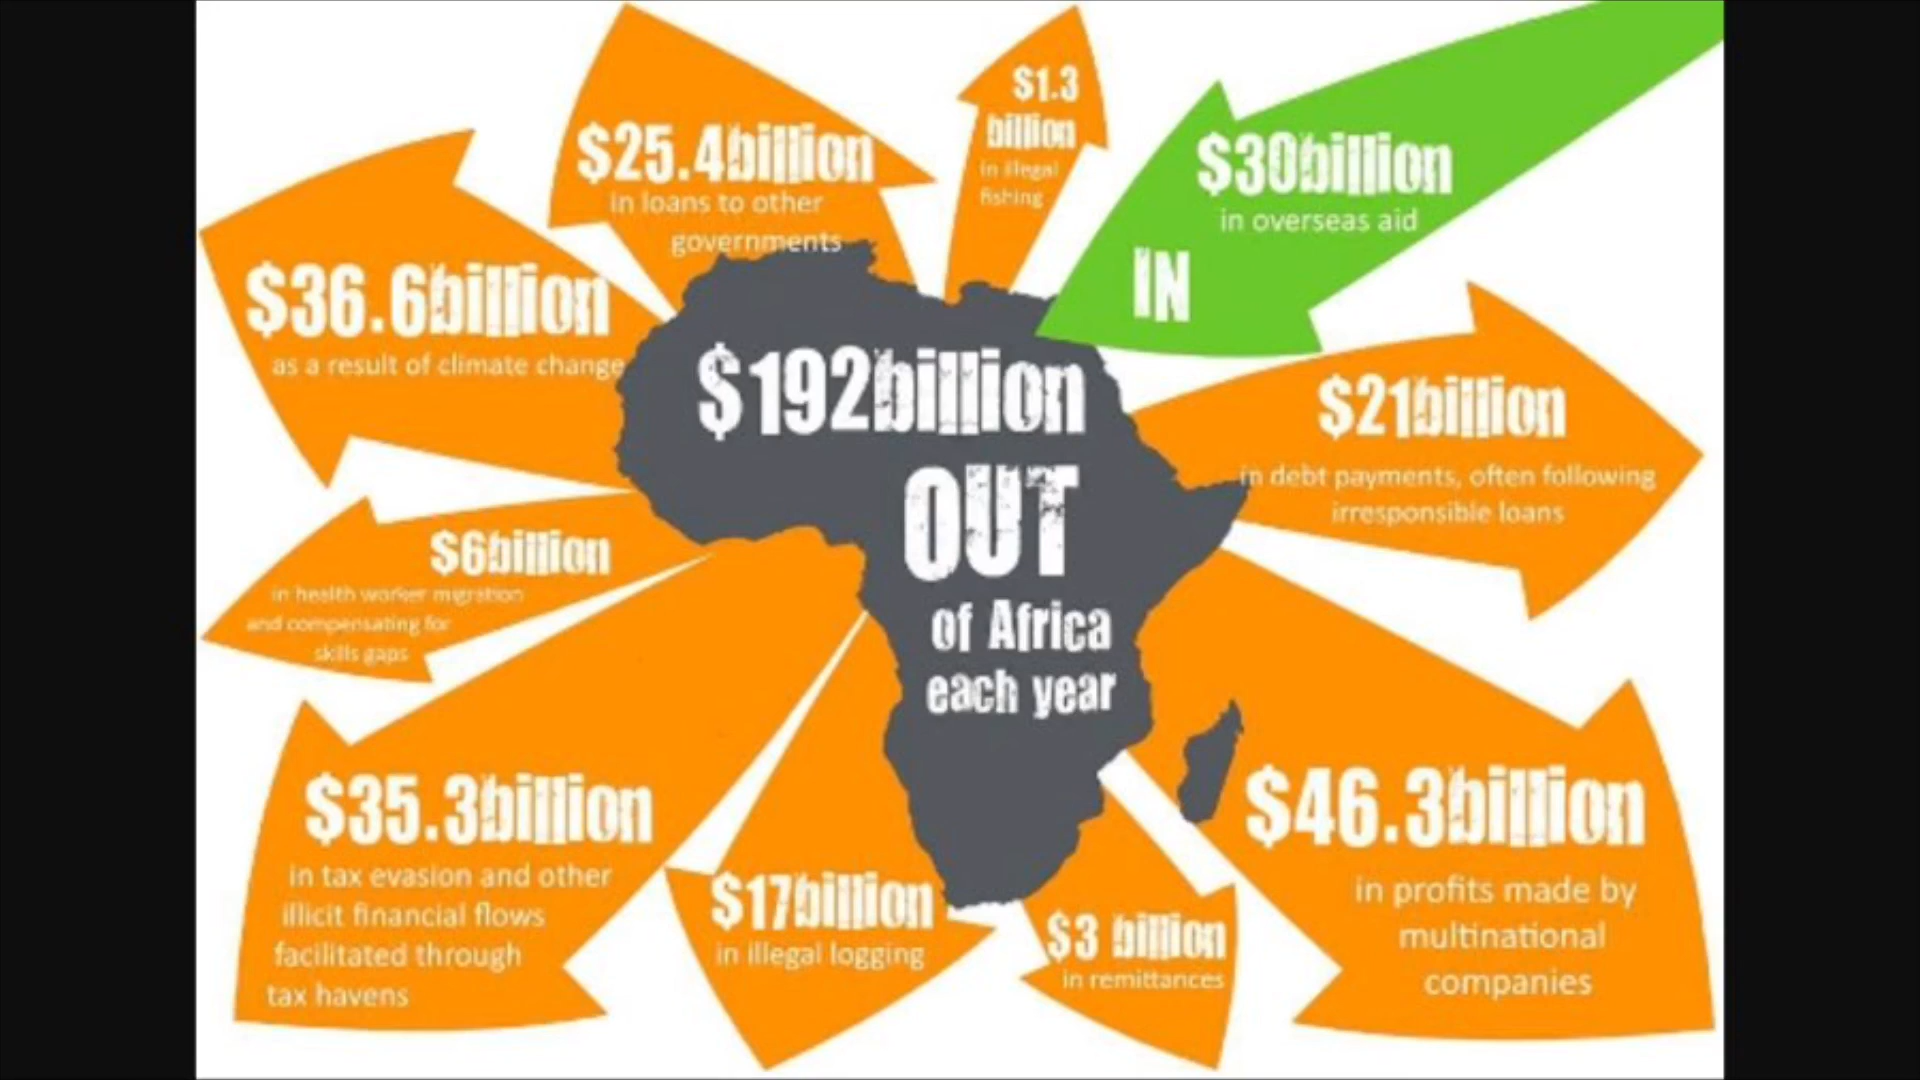 $25.4billion
in loans to other
governments
$1.3
billion
in illegal
fishing
$30billion
in overseas aid
IN
$36.6billion
as a result of climate change
$192billion
OUT
of Africa
each year
$21billion
in debt payments, often following
irresponsible loans
$6billion
in health worker migration
and compensating for
skills gaps
$35.3billion
in tax evasion and other
illicit financial flows
facilitated through
tax havens
$17billion
in illegal logging
$3 billion
in remittances
$46.3billion
in profits made by
multinational
companies